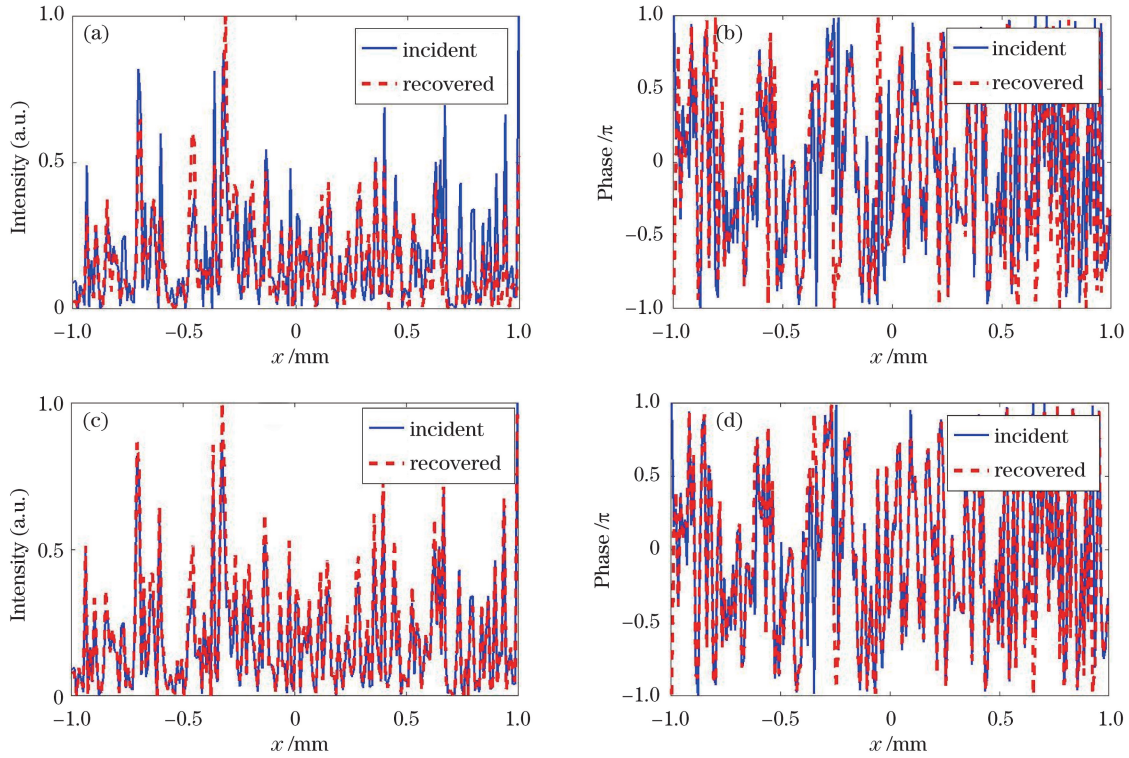 (a)
incident
recovered
Intensity (a.u.)
1.0
0.5
0
−1.0 −0.5 0 0.5 1.0
x /mm
(b)
incident
recovered
Phase /π
1.0
0.5
0
−0.5
−1.0
−1.0 −0.5 0 0.5 1.0
x /mm
(c)
incident
recovered
Intensity (a.u.)
1.0
0.5
0
−1.0 −0.5 0 0.5 1.0
x /mm
(d)
incident
recovered
Phase /π
1.0
0.5
0
−0.5
−1.0
−1.0 −0.5 0 0.5 1.0
x /mm